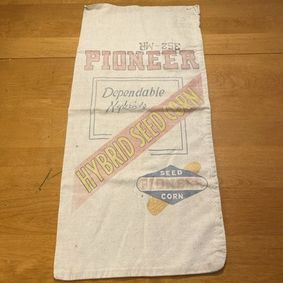 PIONEER
Dependable
Hybrids
HYBRID SEED CORN
SEED
PIONEER
CORN